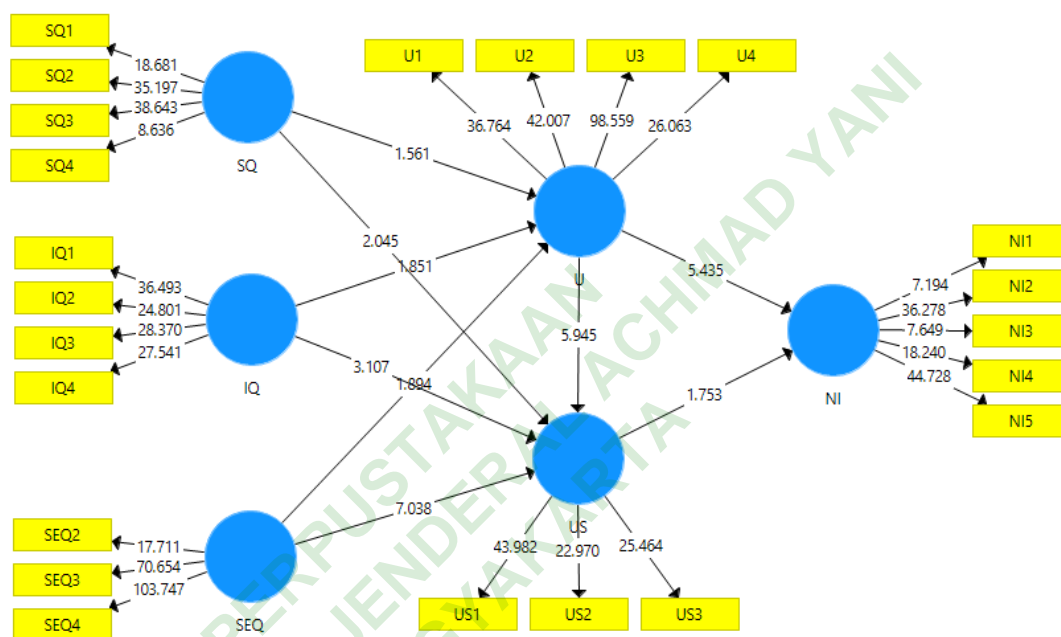 SQ1
SQ2
SQ3
SQ4
18.681
35.197
38.643
8.636
SQ
U1
U2
U3
U4
36.764
42.007
98.559
26.063
U
1.561
2.045
1.851
1.894
IQ1
IQ2
IQ3
IQ4
36.493
24.801
28.370
27.541
IQ
3.107
5.945
5.435
1.753
7.038
NI1
NI2
NI3
NI4
NI5
7.194
36.278
7.649
18.240
44.728
NI
SEQ2
SEQ3
SEQ4
17.711
70.654
103.747
SEQ
US
43.982
22.970
25.464
US1
US2
US3
PERPUSTAKAAN
JENDERAL ACHMAD YANI
GYAKARTA